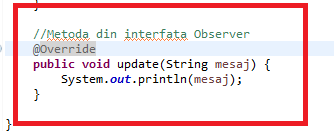 }
//Metoda din interfata Observer
@Override
public void update(String mesaj) {
System.out.println(mesaj);
}
}